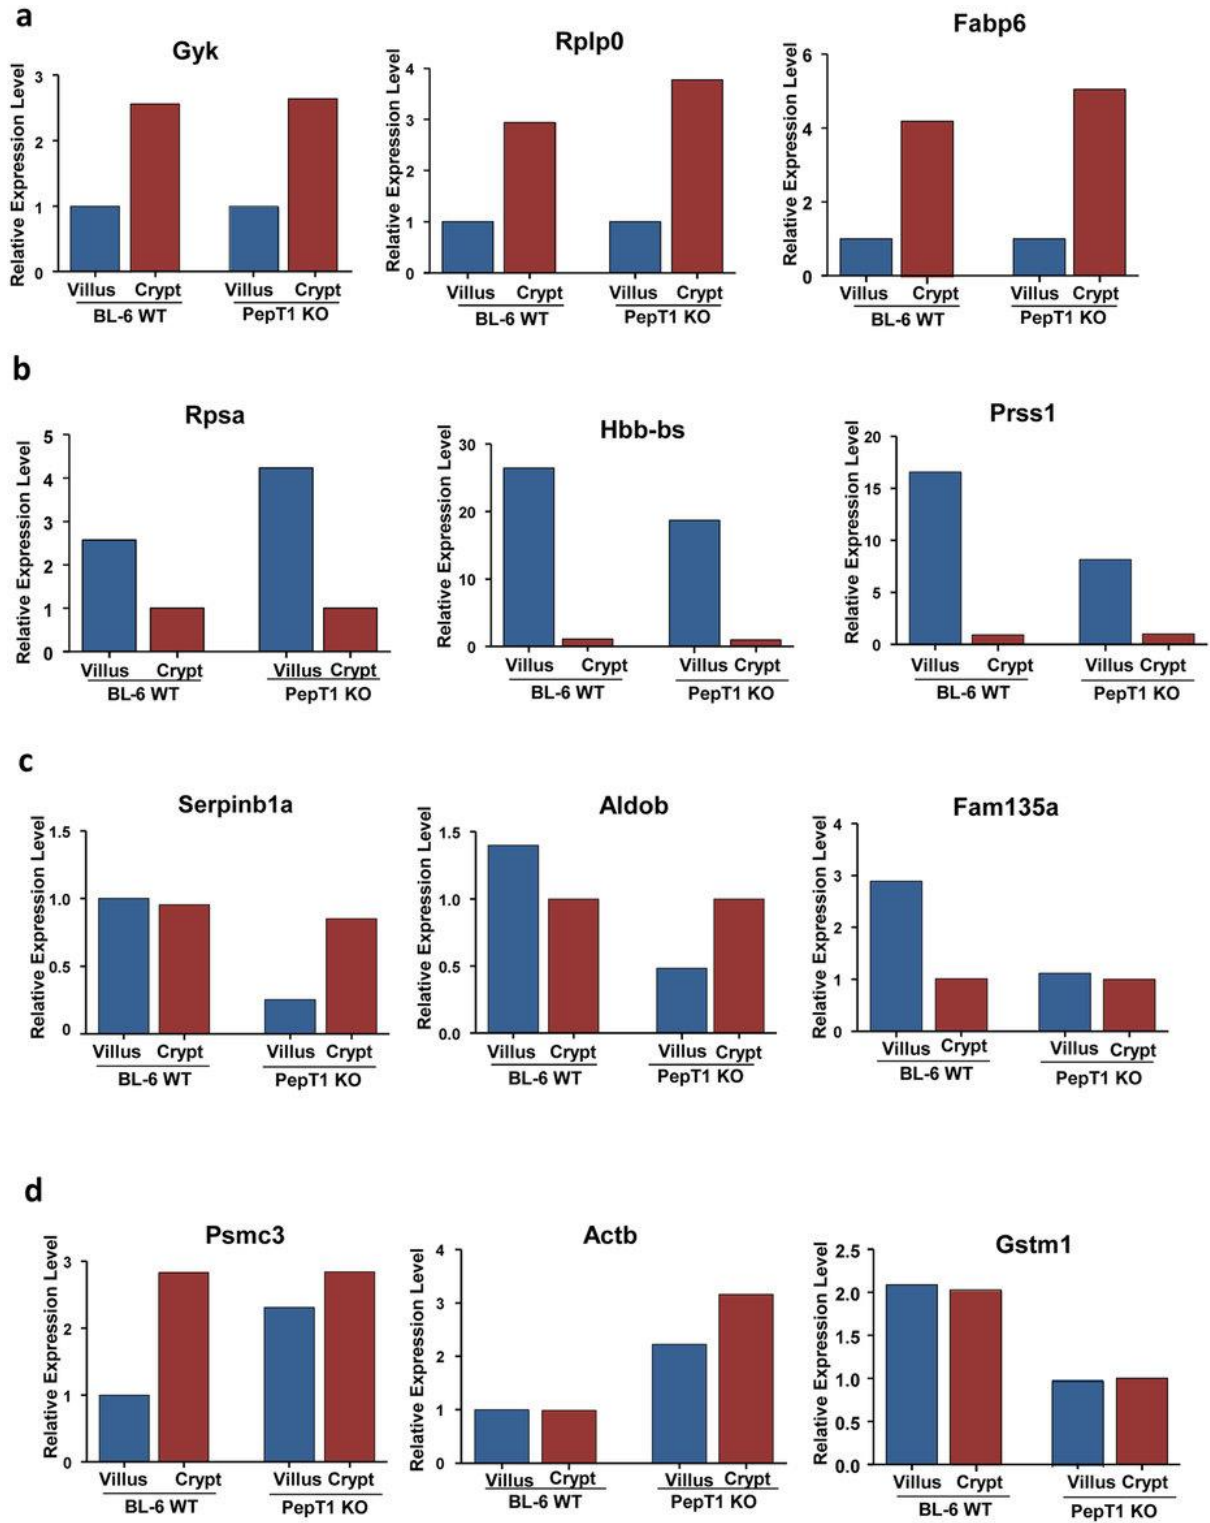 a
Gyk
Rplp0
Fabp6
Relative Expression Level
3
2
1
0
Villus Crypt Villus Crypt
BL-6 WT PepT1 KO
Relative Expression Level
4
3
2
1
0
Villus Crypt Villus Crypt
BL-6 WT PepT1 KO
Relative Expression Level
6
4
2
0
Villus Crypt Villus Crypt
BL-6 WT PepT1 KO
b
Rpsa
Hbb-bs
Prss1
Relative Expression Level
5
4
3
2
1
0
Villus Crypt Villus Crypt
BL-6 WT PepT1 KO
Relative Expression Level
30
20
10
0
Villus Crypt Villus Crypt
BL-6 WT PepT1 KO
Relative Expression Level
20
15
10
5
0
Villus Crypt Villus Crypt
BL-6 WT PepT1 KO
c
Serpinb1a
Aldob
Fam135a
Relative Expression Level
1.5
1.0
0.5
0
Villus Crypt Villus Crypt
BL-6 WT PepT1 KO
Relative Expression Level
1.5
1.0
0.5
0.0
Villus Crypt Villus Crypt
BL-6 WT PepT1 KO
Relative Expression Level
4
3
2
1
0
Villus Crypt Villus Crypt
BL-6 WT PepT1 KO
d
Psmc3
Actb
Gstm1
Relative Expression Level
3
2
1
0
Villus Crypt Villus Crypt
BL-6 WT PepT1 KO
Relative Expression Level
4
3
2
1
0
Villus Crypt Villus Crypt
BL-6 WT PepT1 KO
Relative Expression Level
2.5
2.0
1.5
1.0
0.5
0.0
Villus Crypt Villus Crypt
BL-6 WT PepT1 KO